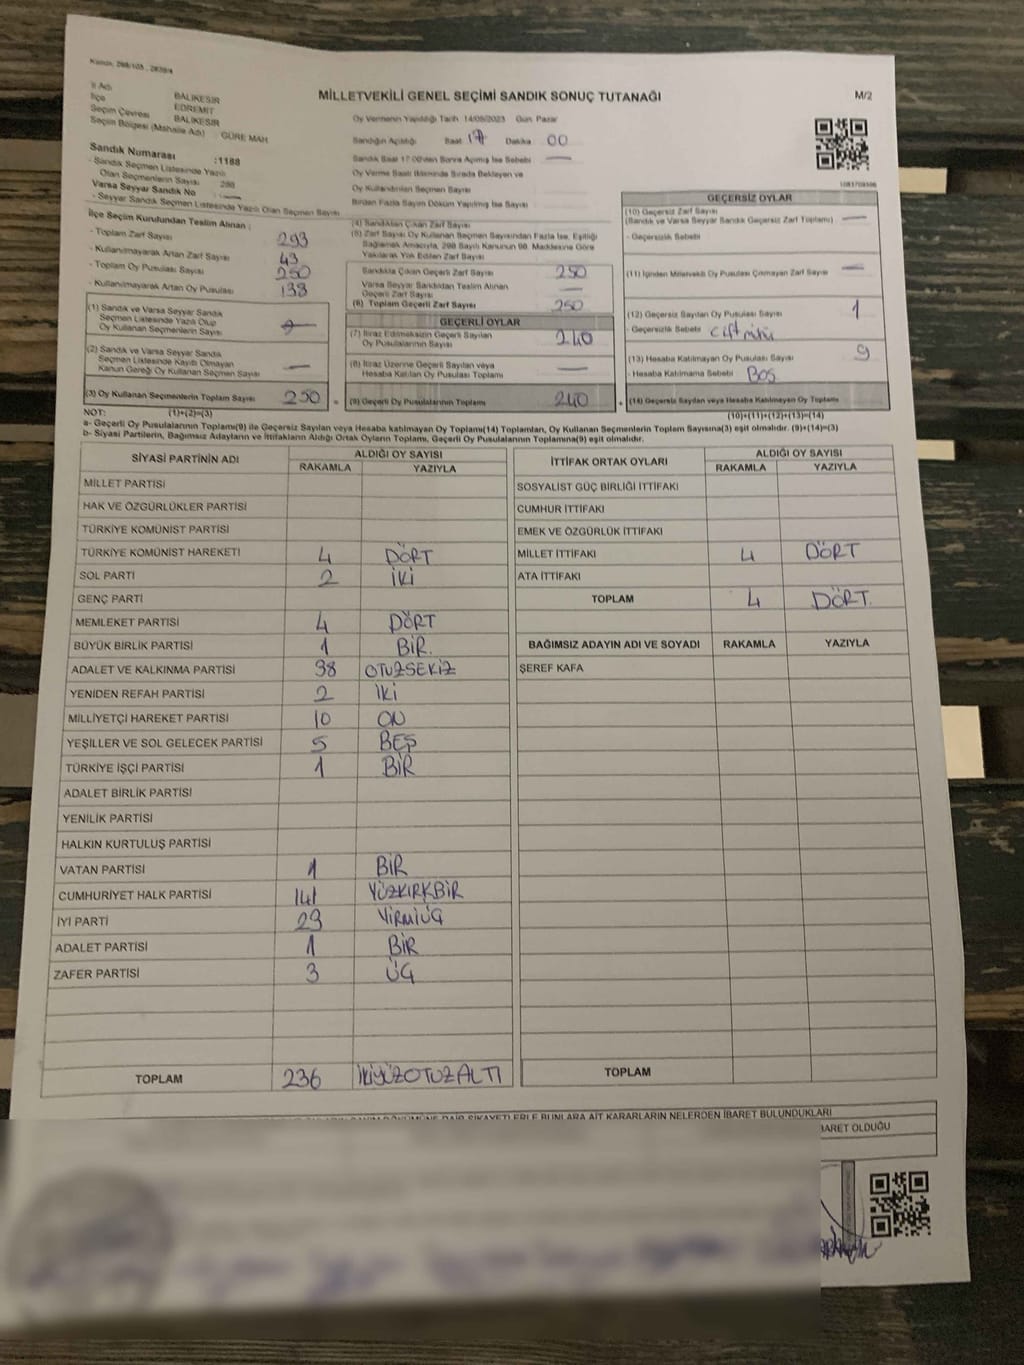 Kanun: 298/105 , 2839/4
İl Adı BALIKESİR
İlçe EDREMİT
Seçim Çevresi BALIKESİR
Seçim Bölgesi (Mahalle Adı) : GÜRE MAH
MİLLETVEKİLİ GENEL SEÇİMİ SANDIK SONUÇ TUTANAĞI
M/2
Oy Vermenin Yapıldığı Tarih 14/05/2023 Gün Pazar
Sandığın Açıldığı Saat 17 Dakika 00
Sandık Saat 17:00'den Sonra Açılmış İse Sebebi —
Oy Verme Saati Bitiminde Sırada Bekleyen ve
Oy Kullandırılan Seçmen Sayısı
Birden Fazla Sayım Döküm Yapılmış İse Sayısı
Sandık Numarası :1188
- Sandık Seçmen Listesinde Yazılı
Olan Seçmenlerin Sayısı
Varsa Seyyar Sandık No
- Seyyar Sandık Seçmen Listesinde Yazılı Olan Seçmen Sayısı
İlçe Seçim Kurulundan Teslim Alınan :
- Toplam Zarf Sayısı 293
- Kullanılmayarak Artan Zarf Sayısı 43
- Toplam Oy Pusulası Sayısı 250
- Kullanılmayarak Artan Oy Pusulası 138
(1) Sandık ve Varsa Seyyar Sandık
Seçmen Listesinde Yazılı Olup
Oy Kullanan Seçmenlerin Sayısı
(2) Sandık ve Varsa Seyyar Sandık
Seçmen Listesinde Kayıtlı Olmayan
Kanun Gereği Oy Kullanan Seçmen Sayısı —
(3) Oy Kullanan Seçmenlerin Toplam Sayısı 250 =
(4) Sandıktan Çıkan Zarf Sayısı
(5) Zarf Sayısı Oy Kullanan Seçmen Sayısından Fazla İse, Eşitliği
Sağlamak Amacıyla, 298 Sayılı Kanunun 98. Maddesine Göre
Yakılarak Yok Edilen Zarf Sayısı
Sandıkta Çıkan Geçerli Zarf Sayısı 250
Varsa Seyyar Sandıktan Teslim Alınan
Geçerli Zarf Sayısı —
(6) Toplam Geçerli Zarf Sayısı 250
GEÇERLİ OYLAR
(7) İtiraz Edilmeksizin Geçerli Sayılan
Oy Pusulalarının Sayısı 240
(8) İtiraz Üzerine Geçerli Sayılan veya
Hesaba Katılan Oy Pusulası Toplamı —
(9) Geçerli Oy Pusulalarının Toplamı 240 +
GEÇERSİZ OYLAR
(10) Geçersiz Zarf Sayısı
(Sandık ve Varsa Seyyar Sandık Geçersiz Zarf Toplamı) —
- Geçersizlik Sebebi
(11) İçinden Milletvekili Oy Pusulası Çıkmayan Zarf Sayısı —
(12) Geçersiz Sayılan Oy Pusulası Sayısı 1
Geçersizlik Sebebi
(13) Hesaba Katılmayan Oy Pusulası Sayısı 9
- Hesaba Katılmama Sebebi BOŞ
(14) Geçersiz Sayılan veya Hesaba Katılmayan Oy Toplamı
NOT: (1)+(2)=(3)
(10)+(11)+(12)+(13)=(14)
a- Geçerli Oy Pusulalarının Toplamı(9) ile Geçersiz Sayılan veya Hesaba katılmayan Oy Toplamı(14) Toplamları, Oy Kullanan Seçmenlerin Toplam Sayısına(3) eşit olmalıdır. (9)+(14)=(3)
b- Siyasi Partilerin, Bağımsız Adayların ve İttifakların Aldığı Ortak Oyların Toplamı, Geçerli Oy Pusulalarının Toplamına(9) eşit olmalıdır.
SİYASİ PARTİNİN ADI ALDIĞI OY SAYISI
RAKAMLA YAZIYLA
MİLLET PARTİSİ
HAK VE ÖZGÜRLÜKLER PARTİSİ
TÜRKİYE KOMÜNİST PARTİSİ
TÜRKİYE KOMÜNİST HAREKETİ 4 DÖRT
SOL PARTİ 2 İKİ
GENÇ PARTİ
MEMLEKET PARTİSİ 4 DÖRT
BÜYÜK BİRLİK PARTİSİ 1 BİR.
ADALET VE KALKINMA PARTİSİ 38 OTUZSEKİZ
YENİDEN REFAH PARTİSİ 2 İKİ
MİLLİYETÇİ HAREKET PARTİSİ 10 ON
YEŞİLLER VE SOL GELECEK PARTİSİ 5 BEŞ
TÜRKİYE İŞÇİ PARTİSİ 1 BİR
ADALET BİRLİK PARTİSİ
YENİLİK PARTİSİ
HALKIN KURTULUŞ PARTİSİ
VATAN PARTİSİ 1 BİR
CUMHURİYET HALK PARTİSİ 141 YÜZKIRKBİR
İYİ PARTİ 23 YİRMİÜÇ
ADALET PARTİSİ 1 BİR
ZAFER PARTİSİ 3 ÜÇ
TOPLAM 236 İKİYÜZOTUZALTI
İTTİFAK ORTAK OYLARI ALDIĞI OY SAYISI
RAKAMLA YAZIYLA
SOSYALİST GÜÇ BİRLİĞİ İTTİFAKI
CUMHUR İTTİFAKI
EMEK VE ÖZGÜRLÜK İTTİFAKI
MİLLET İTTİFAKI 4 DÖRT
ATA İTTİFAKI
TOPLAM 4 DÖRT.
BAĞIMSIZ ADAYIN ADI VE SOYADI RAKAMLA YAZIYLA
ŞEREF KAFA
TOPLAM
ŞİKAYETLERLE BUNLARA AİT KARARLARIN NELERDEN İBARET BULUNDUKLARI
İBARET OLDUĞU